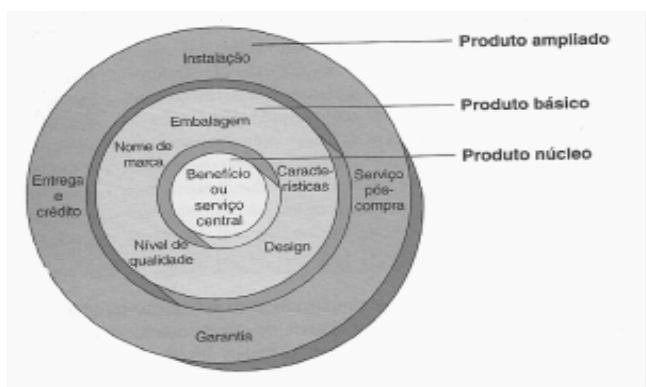 Produto ampliado
Instalação
Produto básico
Embalagem
Nome de
marca
Produto núcleo
Benefício
ou
serviço
central
Caracte-
rísticas
Entrega
e
crédito
Serviço
pós-
compra
Nível de
qualidade
Design
Garantia